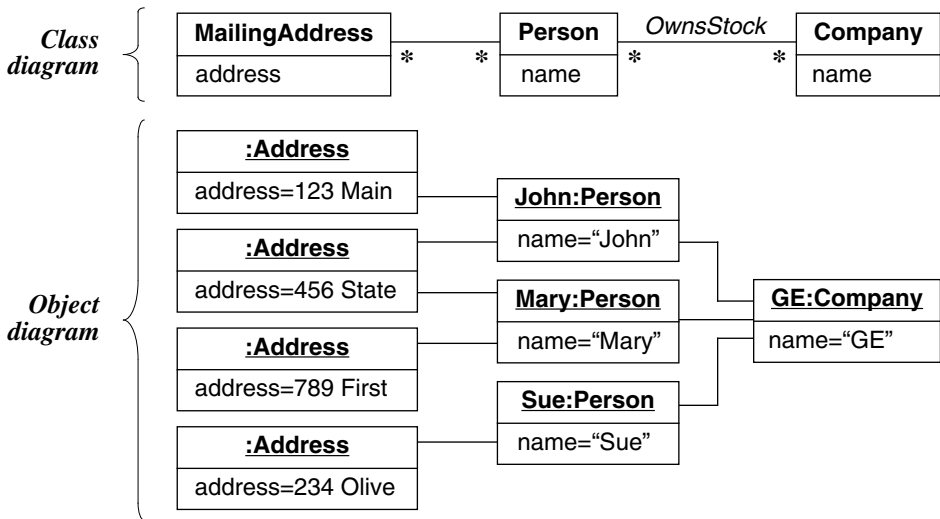 Class diagram
MailingAddress
address
*
*
Person
name
OwnsStock
*
*
Company
name
Object diagram
:Address
address=123 Main
:Address
address=456 State
:Address
address=789 First
:Address
address=234 Olive
John:Person
name=“John”
Mary:Person
name=“Mary”
Sue:Person
name=“Sue”
GE:Company
name=“GE”